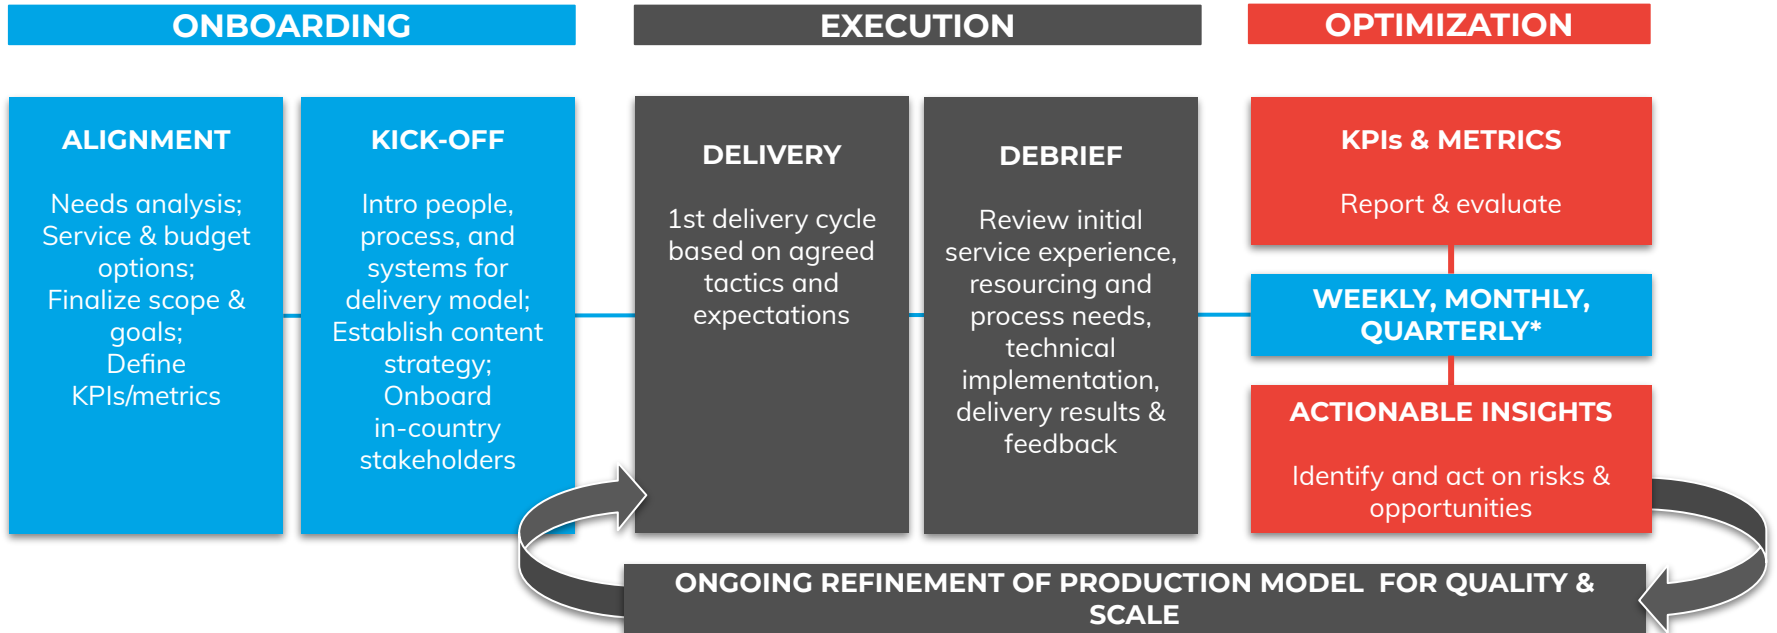 ONBOARDING
EXECUTION
OPTIMIZATION
ALIGNMENT
Needs analysis;
Service & budget
options;
Finalize scope &
goals;
Define
KPIs/metrics
KICK-OFF
Intro people,
process, and
systems for
delivery model;
Establish content
strategy;
Onboard
in-country
stakeholders
DELIVERY
1st delivery cycle
based on agreed
tactics and
expectations
DEBRIEF
Review initial
service experience,
resourcing and
process needs,
technical
implementation,
delivery results &
feedback
KPIs & METRICS
Report & evaluate
WEEKLY, MONTHLY,
QUARTERLY*
ACTIONABLE INSIGHTS
Identify and act on risks &
opportunities
ONGOING REFINEMENT OF PRODUCTION MODEL FOR QUALITY &
SCALE